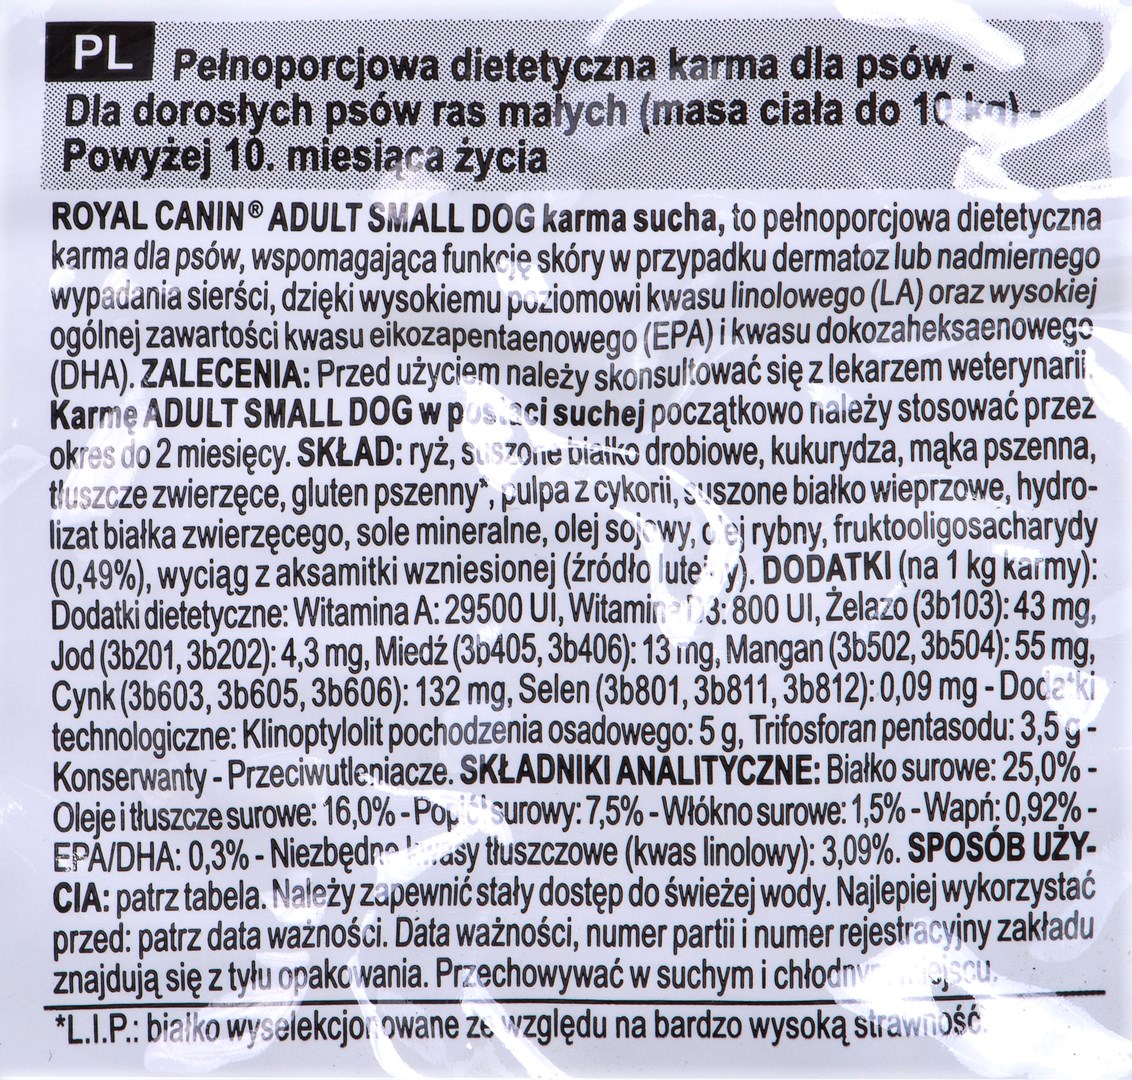 PL
Pełnoporcjowa dietetyczna karma dla psów -
Dla dorosłych psów ras małych (masa ciała do 10 kg) -
Powyżej 10. miesiąca życia
ROYAL CANIN® ADULT SMALL DOG karma sucha, to pełnoporcjowa dietetyczna
karma dla psów, wspomagająca funkcję skóry w przypadku dermatoz lub nadmiernego
wypadania sierści, dzięki wysokiemu poziomowi kwasu linolowego (LA) oraz wysokiej
ogólnej zawartości kwasu eikozapentaenowego (EPA) i kwasu dokozaheksaenowego
(DHA). ZALECENIA: Przed użyciem należy skonsultować się z lekarzem weterynarii.
Karmę ADULT SMALL DOG w postaci suchej początkowo należy stosować przez
okres do 2 miesięcy. SKŁAD: ryż, suszone białko drobiowe, kukurydza, mąka pszenna,
tłuszcze zwierzęce, gluten pszenny*, pulpa z cykorii, suszone białko wieprzowe, hydro-
lizat białka zwierzęcego, sole mineralne, olej sojowy, olej rybny, fruktooligosacharydy
(0,49%), wyciąg z aksamitki wzniesionej (źródło luteiny). DODATKI (na 1 kg karmy):
Dodatki dietetyczne: Witamina A: 29500 UI, Witamina D3: 800 UI, Żelazo (3b103): 43 mg,
Jod (3b201, 3b202): 4,3 mg, Miedź (3b405, 3b406): 13 mg, Mangan (3b502, 3b504): 55 mg,
Cynk (3b603, 3b605, 3b606): 132 mg, Selen (3b801, 3b811, 3b812): 0,09 mg - Dodatki
technologiczne: Klinoptylolit pochodzenia osadowego: 5 g, Trifosforan pentasodu: 3,5 g -
Konserwanty - Przeciwutleniacze. SKŁADNIKI ANALITYCZNE: Białko surowe: 25,0% -
Oleje i tłuszcze surowe: 16,0% - Popiół surowy: 7,5% - Włókno surowe: 1,5% - Wapń: 0,92% -
EPA/DHA: 0,3% - Niezbędne kwasy tłuszczowe (kwas linolowy): 3,09%. SPOSÓB UŻY-
CIA: patrz tabela. Należy zapewnić stały dostęp do świeżej wody. Najlepiej wykorzystać
przed: patrz data ważności. Data ważności, numer partii i numer rejestracyjny zakładu
znajdują się z tyłu opakowania. Przechowywać w suchym i chłodnym miejscu.
*L.I.P.: białko wyselekcjonowane ze względu na bardzo wysoką strawność.